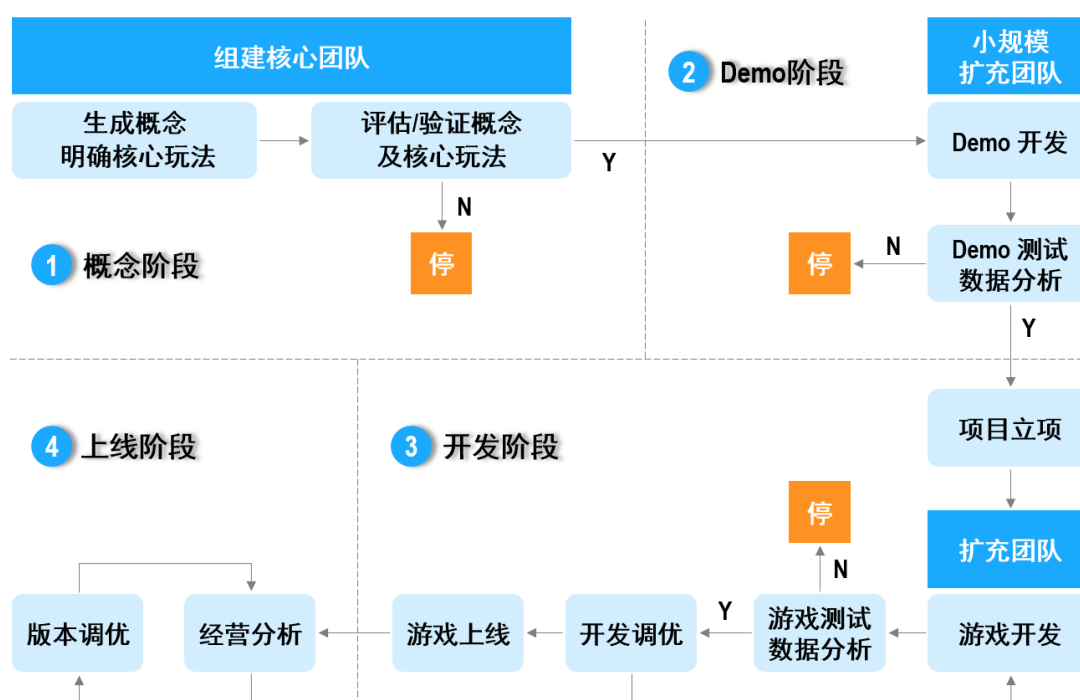 组建核心团队
生成概念
明确核心玩法
评估/验证概念
及核心玩法
Y
N
停
1 概念阶段
2 Demo阶段
小规模
扩充团队
Demo 开发
Demo 测试
数据分析
N
停
Y
项目立项
扩充团队
游戏开发
3 开发阶段
停
N
游戏测试
数据分析
Y
开发调优
游戏上线
4 上线阶段
经营分析
版本调优